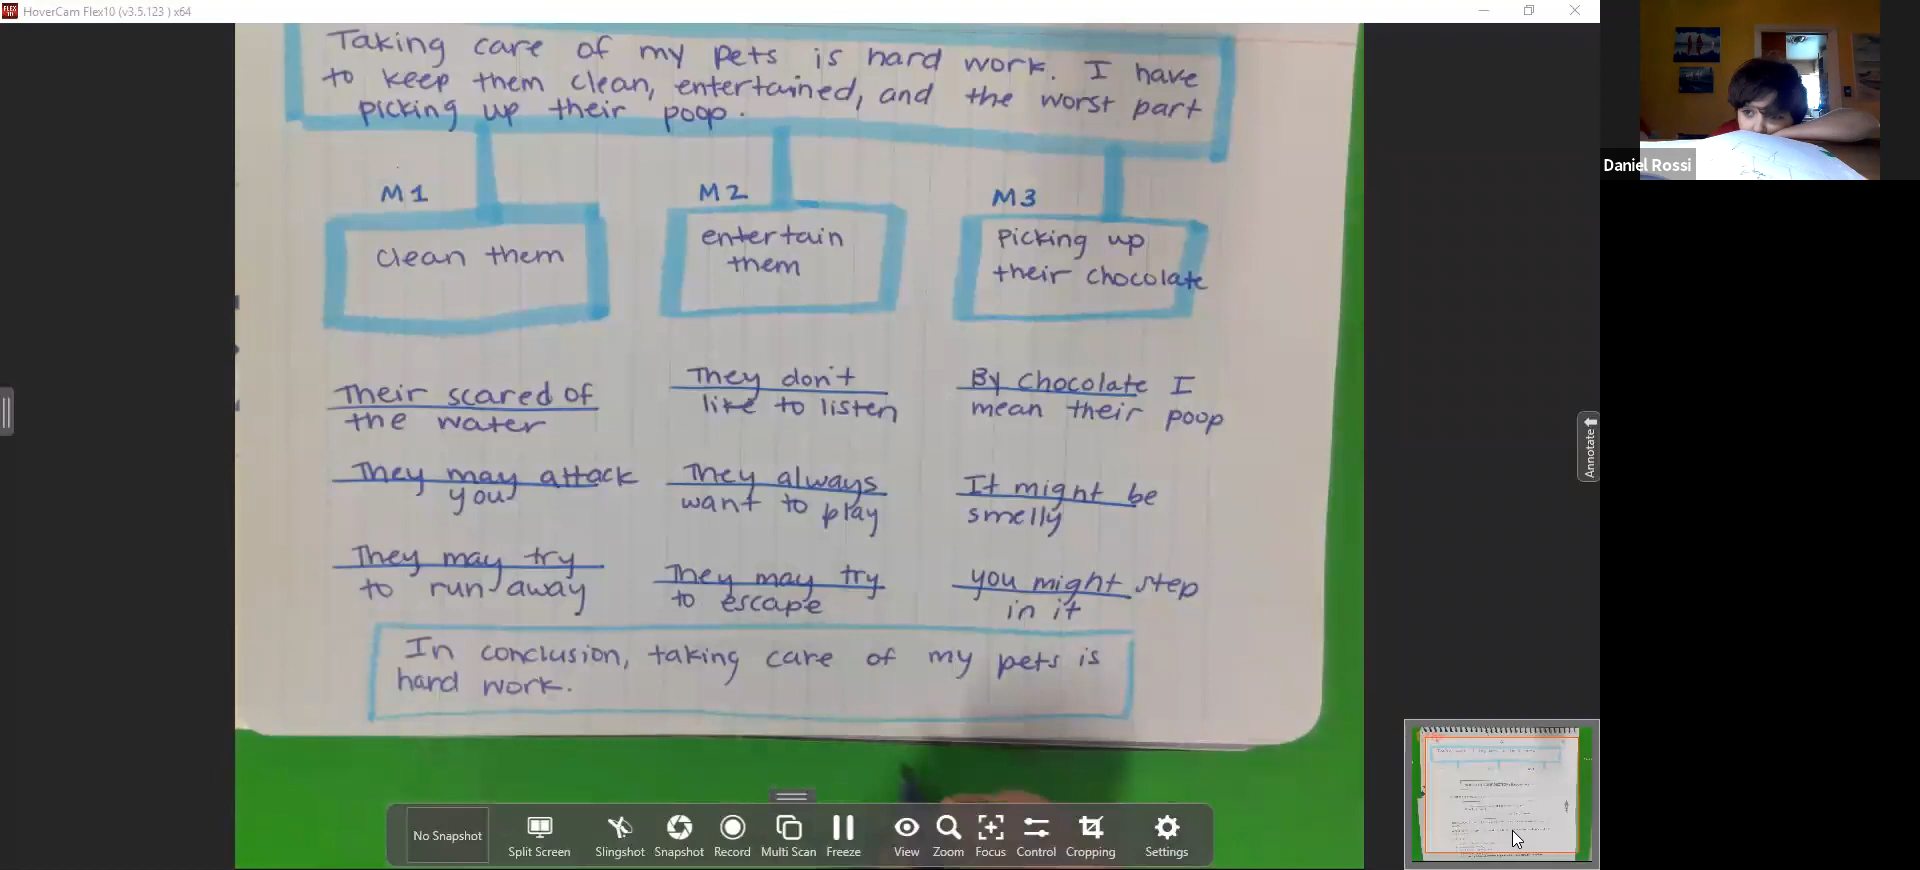 HoverCam Flex10 (v3.5.123 ) x64
Taking care of my pets is hard work. I have
to keep them clean, entertained, and the worst part
picking up their poop.
M1
M2
M3
clean them
entertain
them
Picking up
their chocolate
Their scared of
the water
They don't
like to listen
By chocolate I
mean their poop
They may attack
you
They always
want to play
It might be
smelly
They may try
to run away
They may try
to escape
you might step
in it
In conclusion, taking care of my pets is
hard work.
Daniel Rossi
Annotate
No Snapshot
Split Screen
Slingshot
Snapshot
Record
Multi Scan
Freeze
View
Zoom
Focus
Control
Cropping
Settings